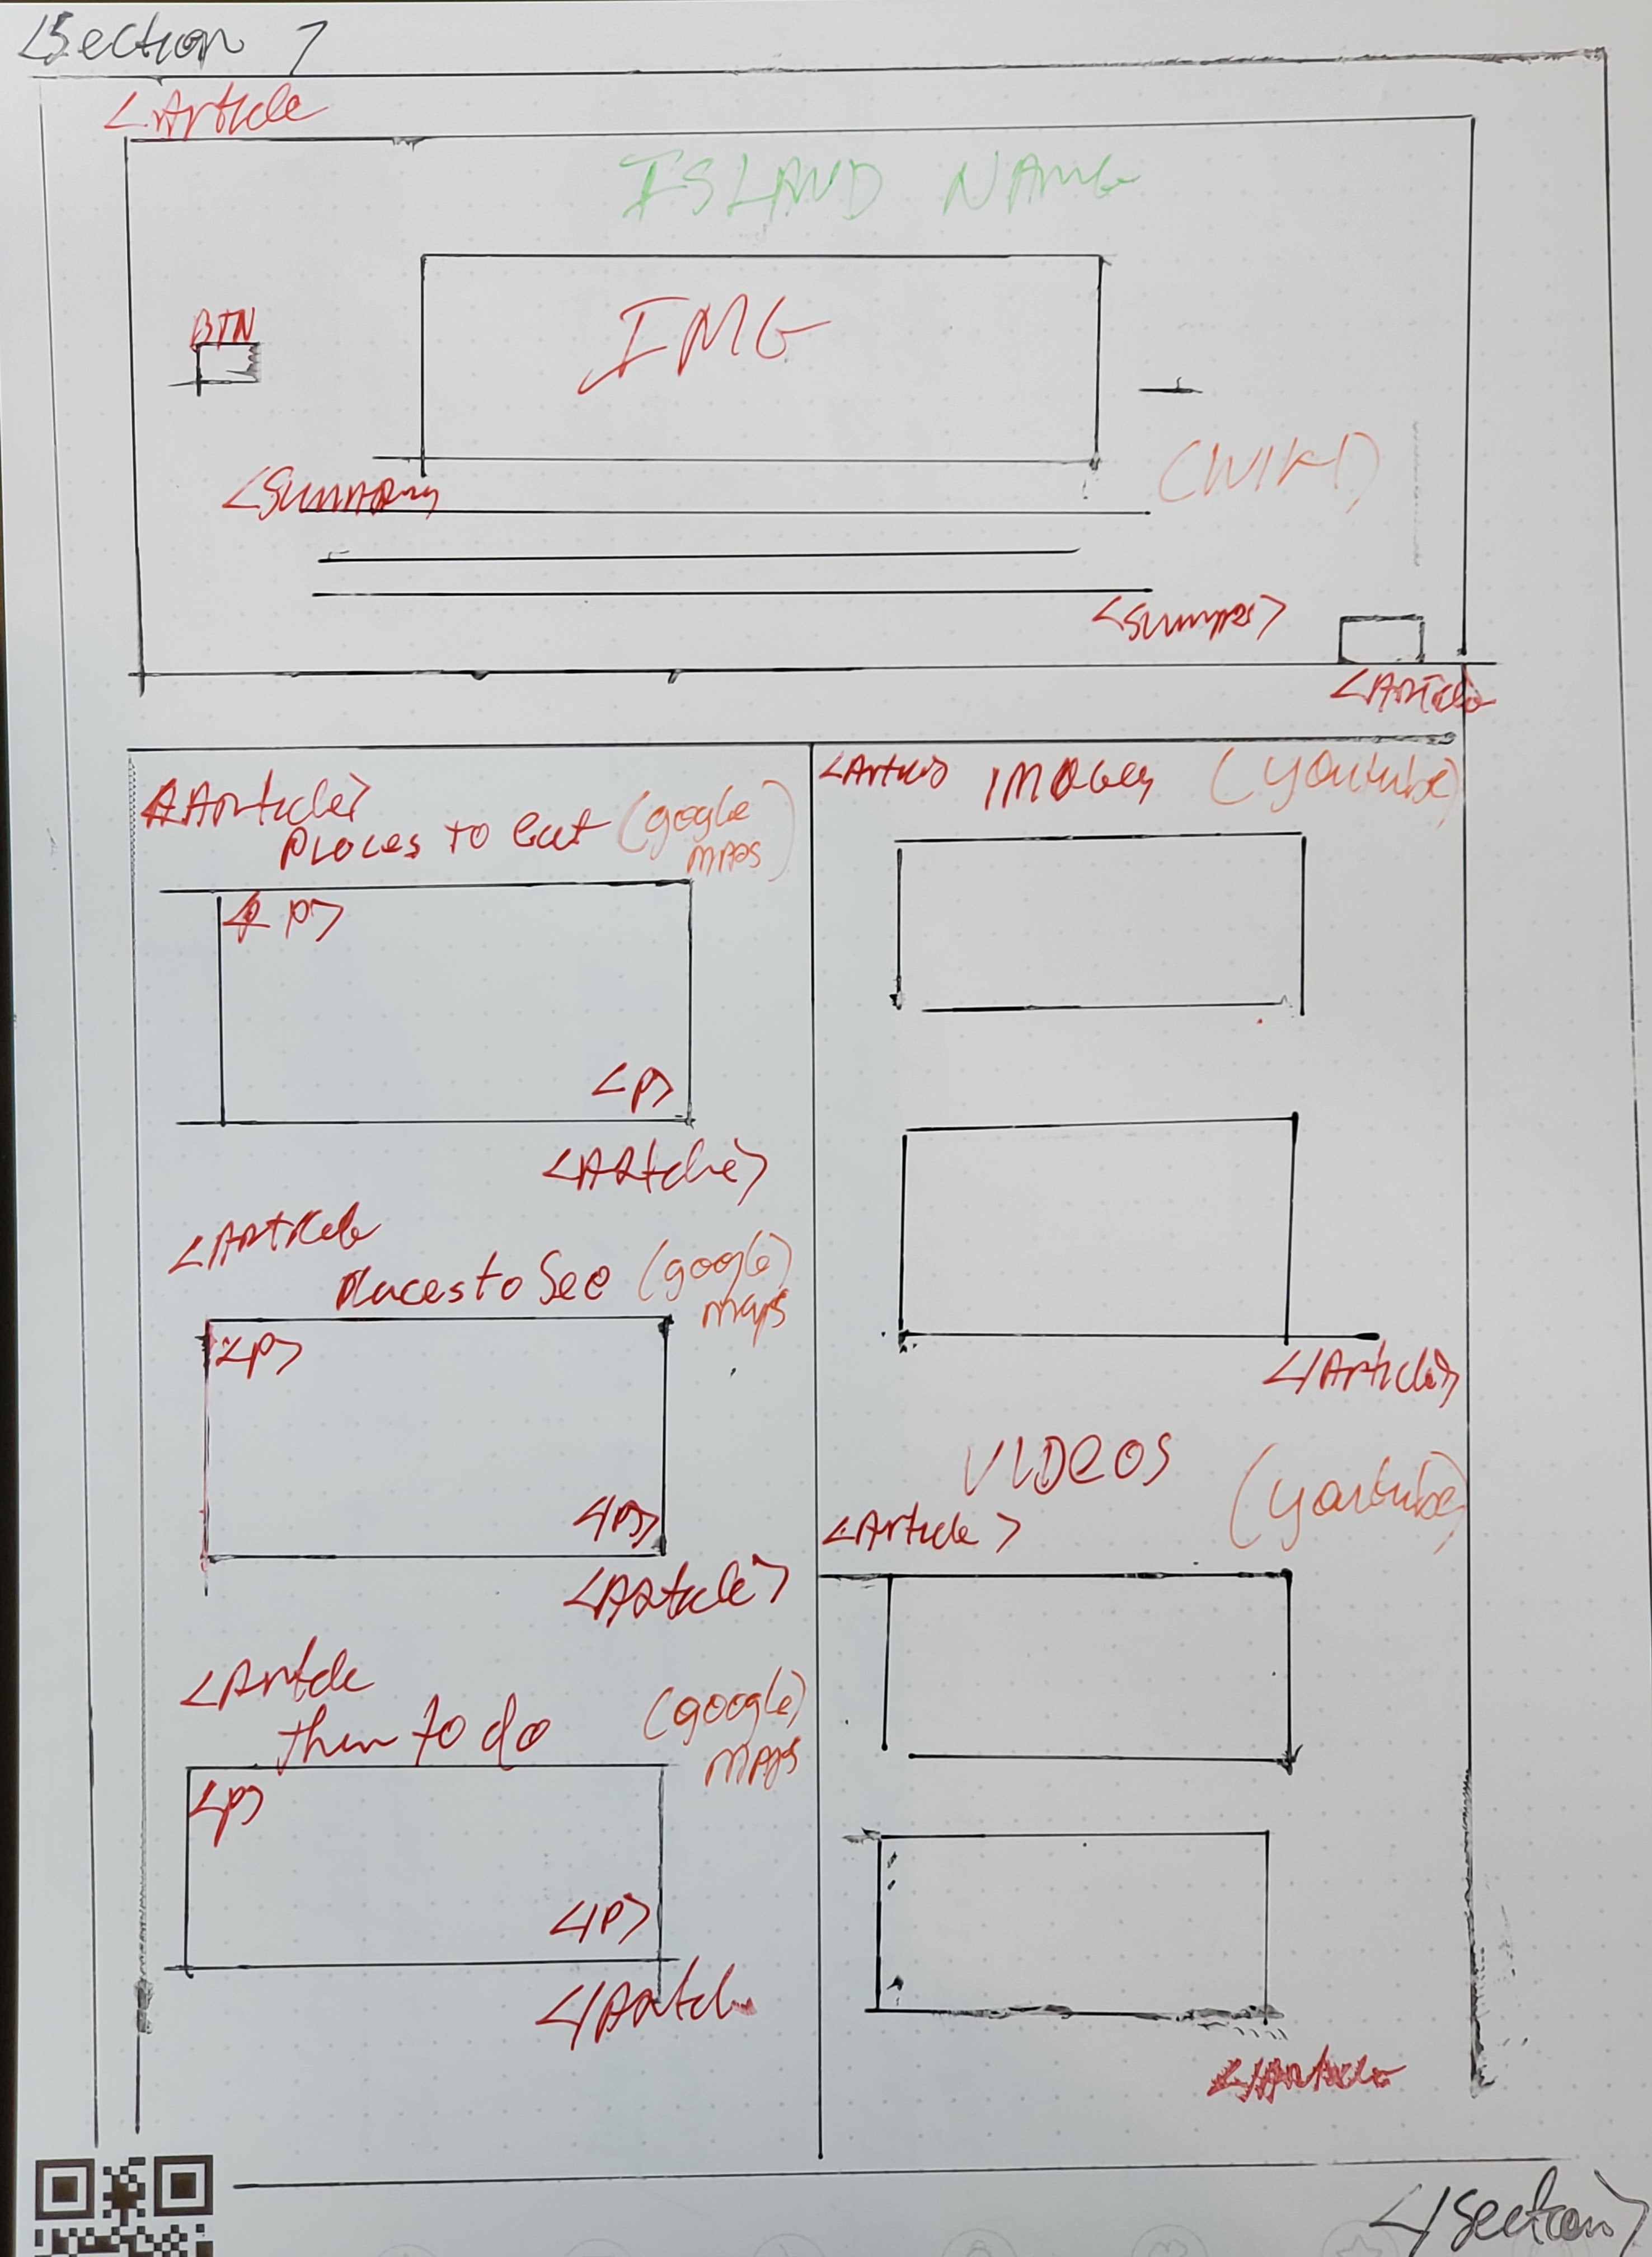 <Section >
<Article
ISLAND NAME
BTN
IMG
(WIKI)
<Summary
<Summary>
<Article
<Article>
Places to Eat (google
maps)
<p>
<p>
<Article>
<Article
Places to See (google)
maps
<p>
</p>
<Article>
<Article
to do (google)
maps
<p>
</p>
</Article
<Article> IMAGES (youtube)
</Article>
VIDEOS (youtube)
<Article>
</Article
</Section>